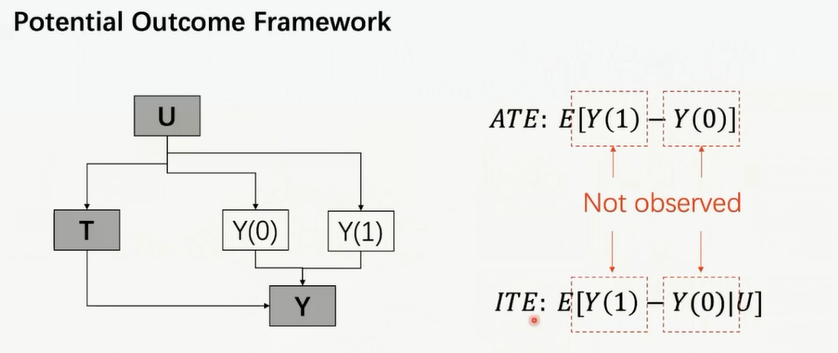 Potential Outcome Framework
U
T
Y(0)
Y(1)
Y
ATE: E[Y(1) − Y(0)]
Not observed
ITE: E[Y(1) − Y(0)|U]